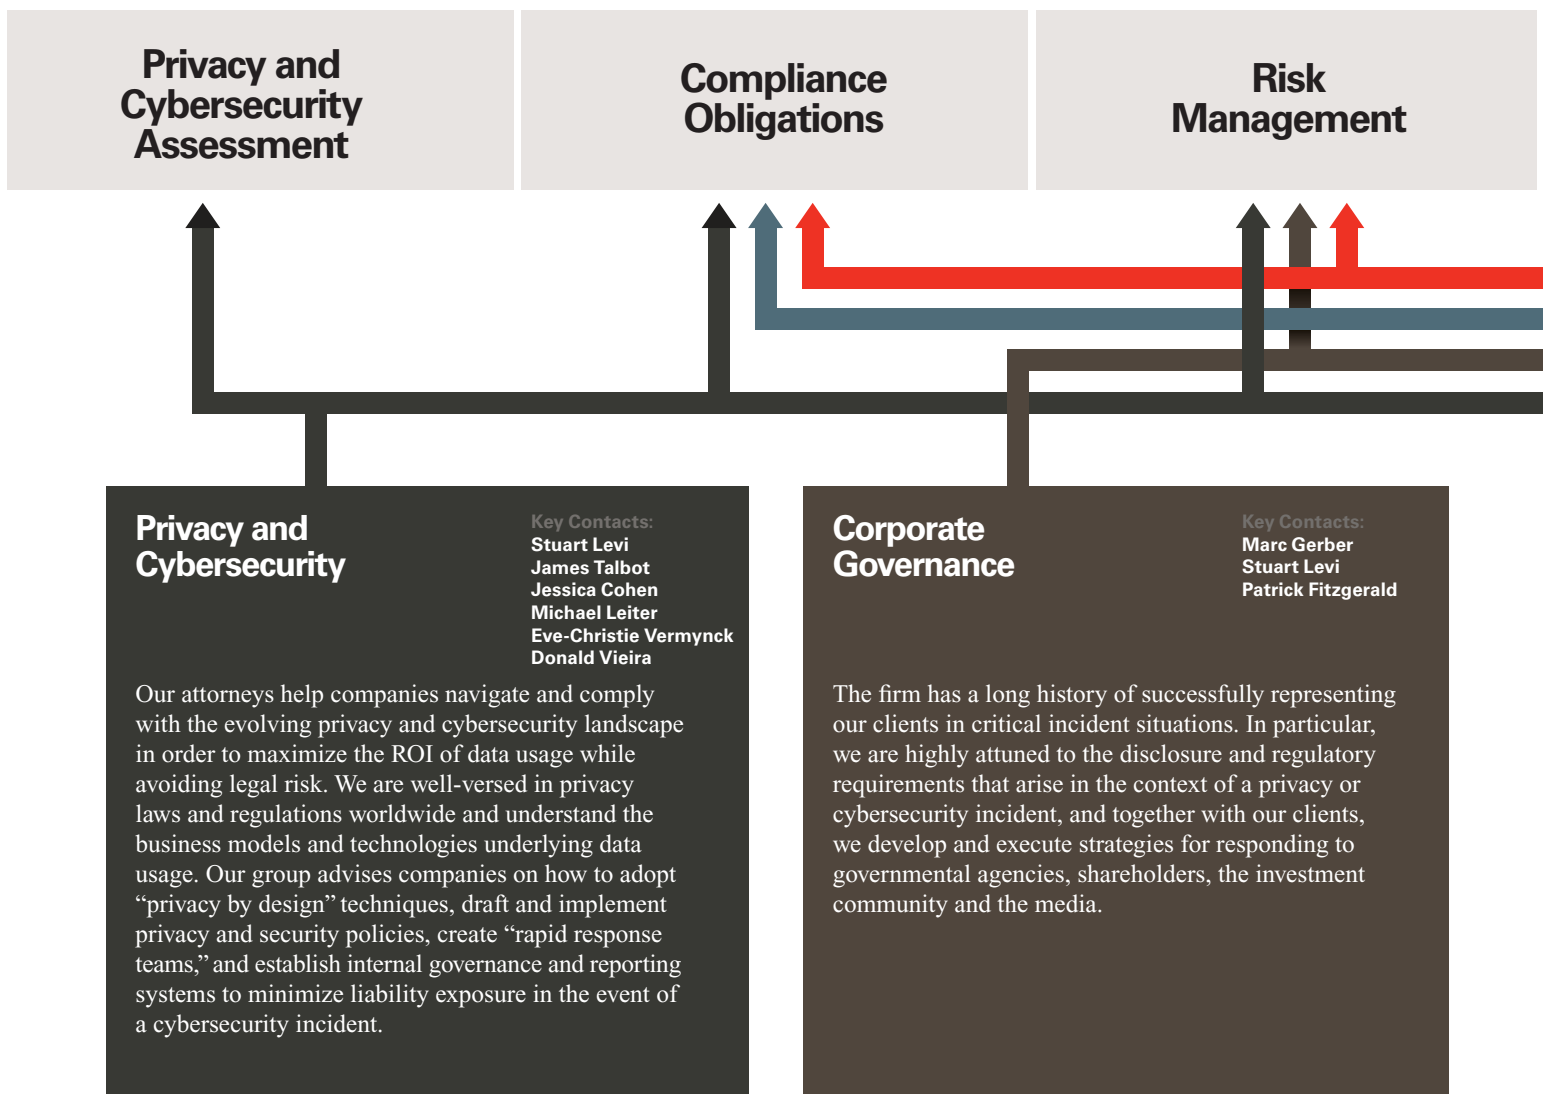 Privacy and
Cybersecurity
Assessment
Compliance
Obligations
Risk
Management
Privacy and
Cybersecurity
Key Contacts:
Stuart Levi
James Talbot
Jessica Cohen
Michael Leiter
Eve-Christie Vermynck
Donald Vieira
Our attorneys help companies navigate and comply
with the evolving privacy and cybersecurity landscape
in order to maximize the ROI of data usage while
avoiding legal risk. We are well-versed in privacy
laws and regulations worldwide and understand the
business models and technologies underlying data
usage. Our group advises companies on how to adopt
“privacy by design” techniques, draft and implement
privacy and security policies, create “rapid response
teams,” and establish internal governance and reporting
systems to minimize liability exposure in the event of
a cybersecurity incident.
Corporate
Governance
Key Contacts:
Marc Gerber
Stuart Levi
Patrick Fitzgerald
The firm has a long history of successfully representing
our clients in critical incident situations. In particular,
we are highly attuned to the disclosure and regulatory
requirements that arise in the context of a privacy or
cybersecurity incident, and together with our clients,
we develop and execute strategies for responding to
governmental agencies, shareholders, the investment
community and the media.